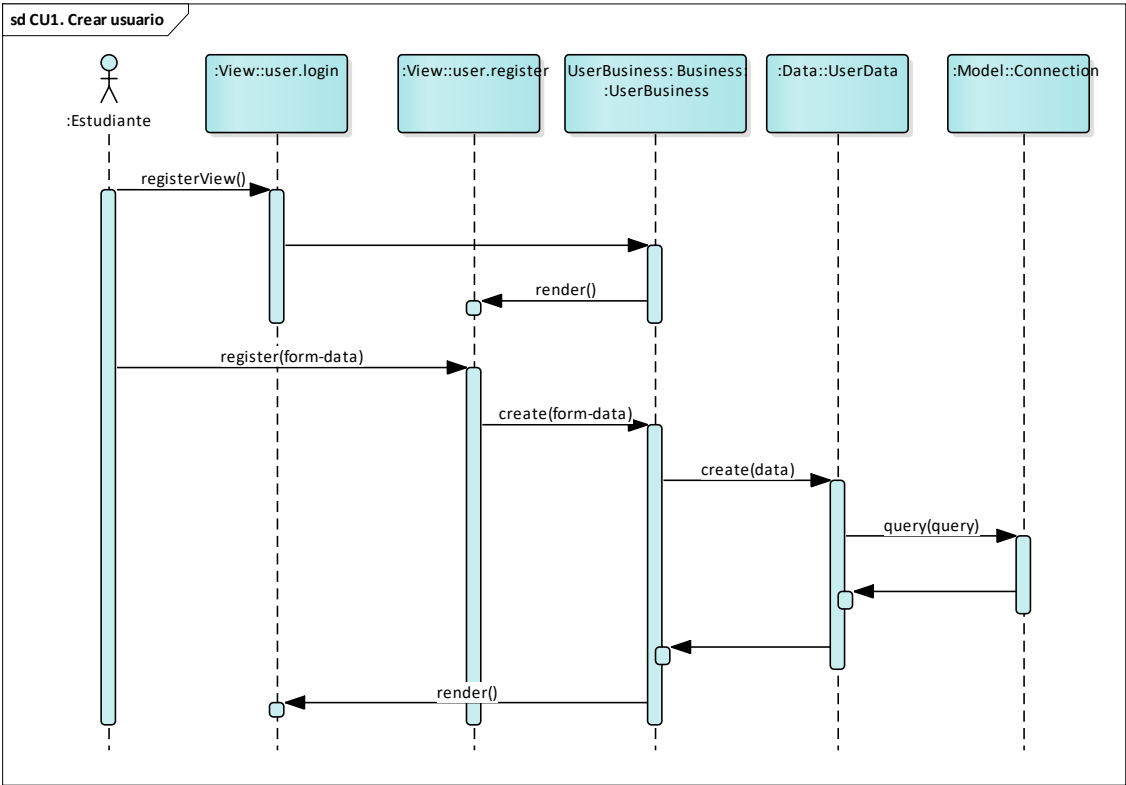 sd CU1. Crear usuario
:Estudiante
:View::user.login
:View::user.register
UserBusiness: Business:
:UserBusiness
:Data::UserData
:Model::Connection
registerView()
render()
register(form-data)
create(form-data)
create(data)
query(query)
render()